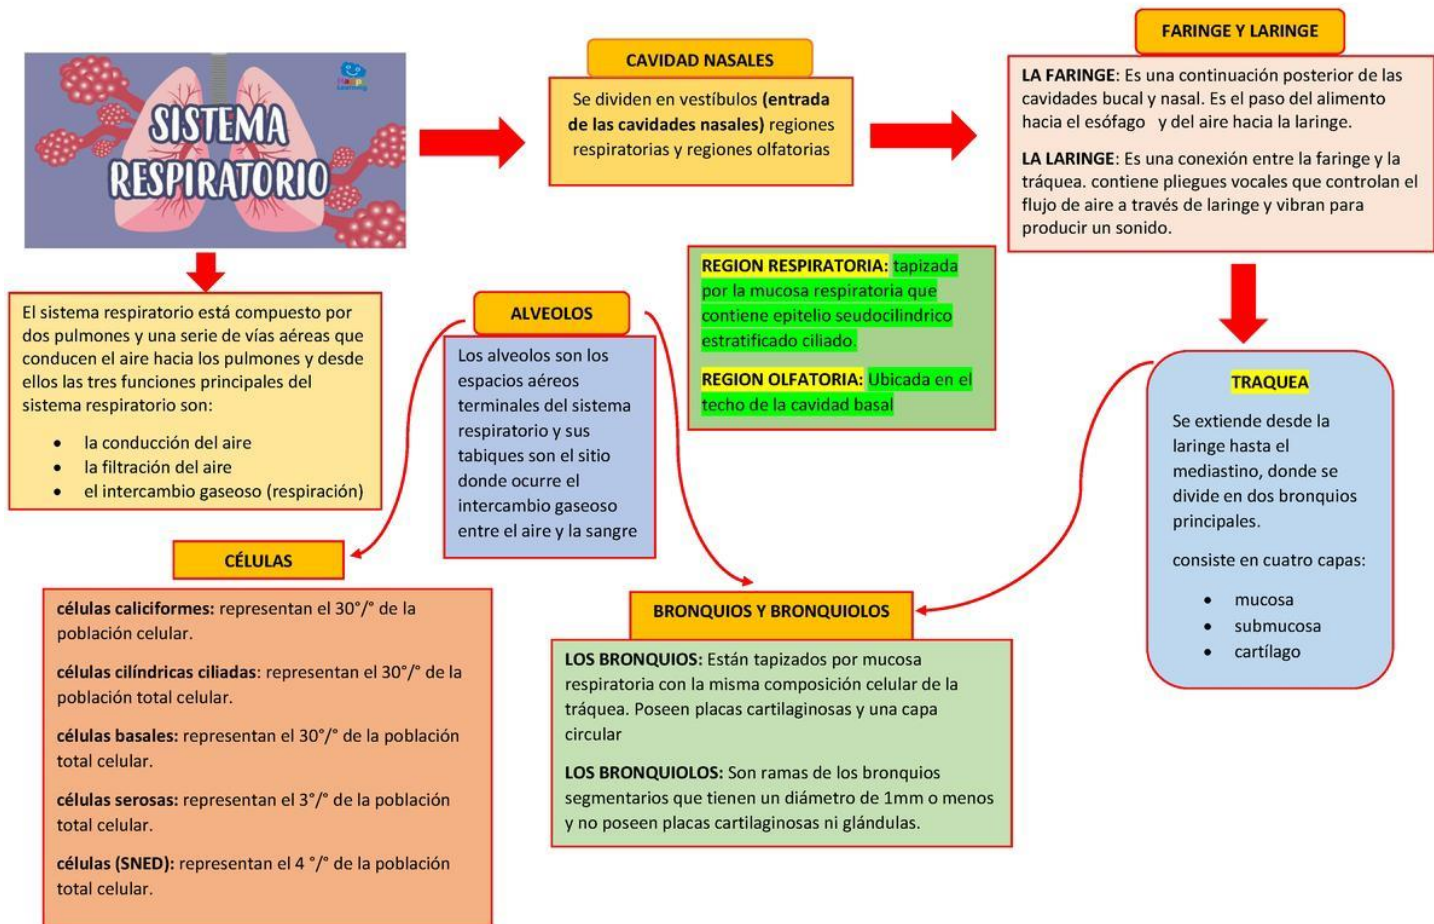 SISTEMA
RESPIRATORIO
CAVIDAD NASALES
Se dividen en vestíbulos (entrada
de las cavidades nasales) regiones
respiratorias y regiones olfatorias
FARINGE Y LARINGE
LA FARINGE: Es una continuación posterior de las
cavidades bucal y nasal. Es el paso del alimento
hacia el esófago y del aire hacia la laringe.
LA LARINGE: Es una conexión entre la faringe y la
tráquea. contiene pliegues vocales que controlan el
flujo de aire a través de laringe y vibran para
producir un sonido.
El sistema respiratorio está compuesto por
dos pulmones y una serie de vías aéreas que
conducen el aire hacia los pulmones y desde
ellos las tres funciones principales del
sistema respiratorio son:
• la conducción del aire
• la filtración del aire
• el intercambio gaseoso (respiración)
ALVEOLOS
Los alveolos son los
espacios aéreos
terminales del sistema
respiratorio y sus
tabiques son el sitio
donde ocurre el
intercambio gaseoso
entre el aire y la sangre
REGION RESPIRATORIA: tapizada
por la mucosa respiratoria que
contiene epitelio seudocilindrico
estratificado ciliado.
REGION OLFATORIA: Ubicada en el
techo de la cavidad basal
TRAQUEA
Se extiende desde la
laringe hasta el
mediastino, donde se
divide en dos bronquios
principales.
consiste en cuatro capas:
• mucosa
• submucosa
• cartílago
CÉLULAS
células caliciformes: representan el 30°/° de la
población celular.
células cilíndricas ciliadas: representan el 30°/° de la
población total celular.
células basales: representan el 30°/° de la población
total celular.
células serosas: representan el 3°/° de la población
total celular.
células (SNED): representan el 4 °/° de la población
total celular.
BRONQUIOS Y BRONQUIOLOS
LOS BRONQUIOS: Están tapizados por mucosa
respiratoria con la misma composición celular de la
tráquea. Poseen placas cartilaginosas y una capa
circular
LOS BRONQUIOLOS: Son ramas de los bronquios
segmentarios que tienen un diámetro de 1mm o menos
y no poseen placas cartilaginosas ni glándulas.